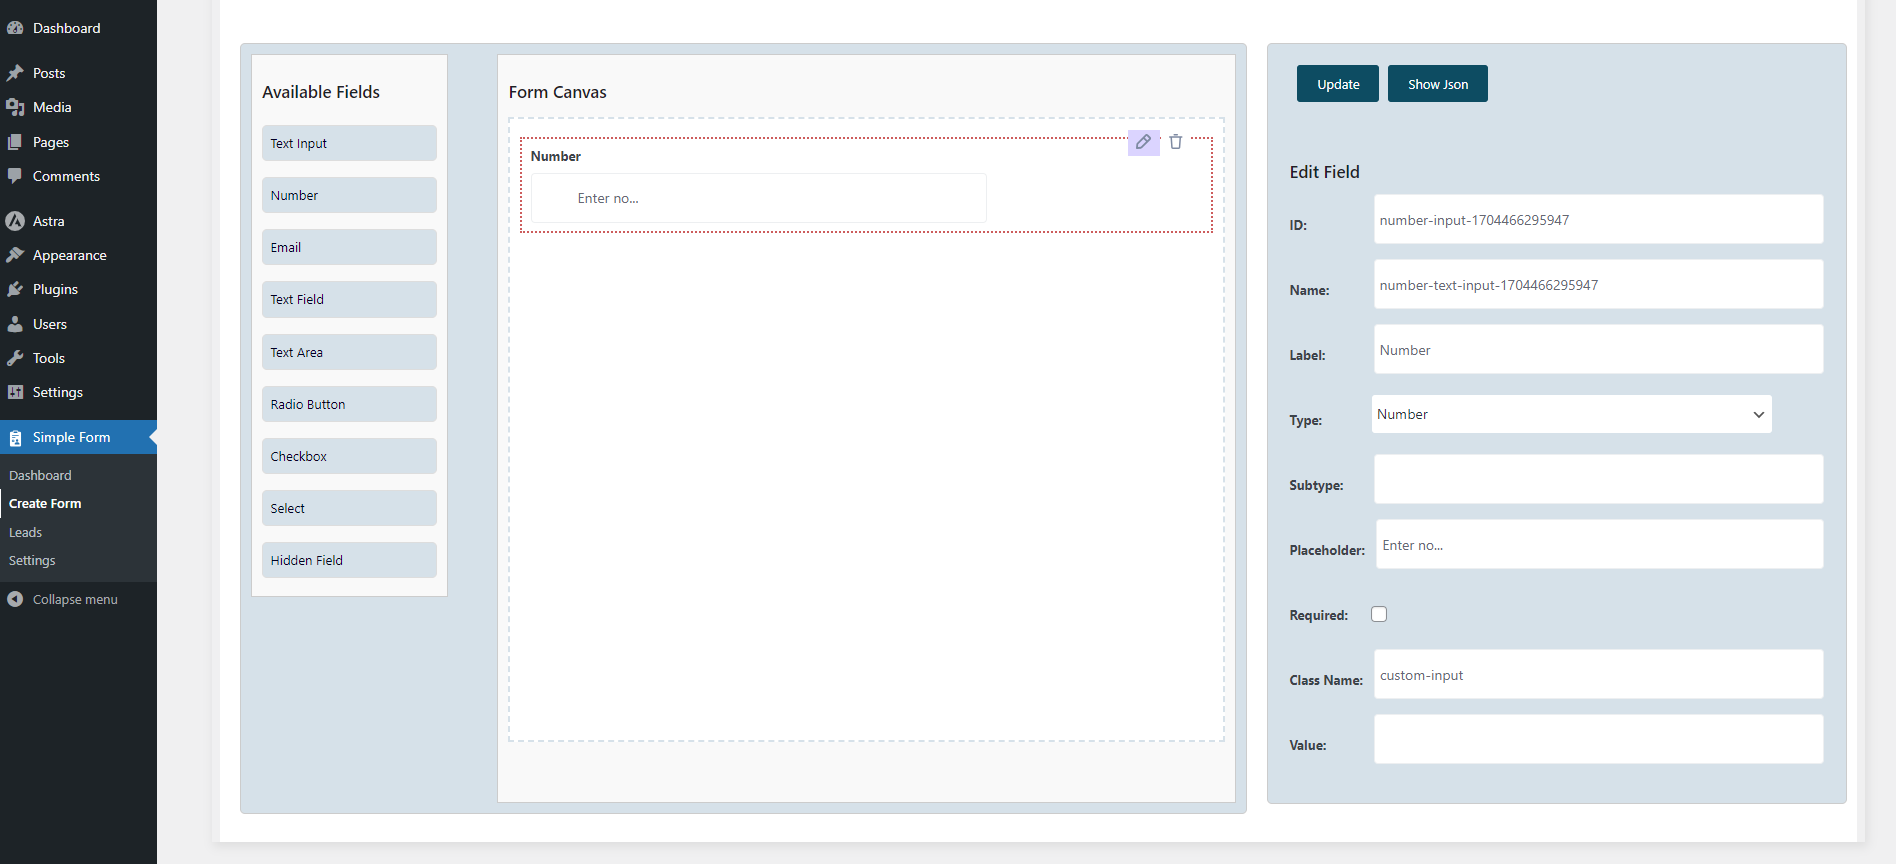 Dashboard
Posts
Media
Pages
Comments
Astra
Appearance
Plugins
Users
Tools
Settings
Simple Form
Dashboard
Create Form
Leads
Settings
Collapse menu
Available Fields
Text Input
Number
Email
Text Field
Text Area
Radio Button
Checkbox
Select
Hidden Field
Form Canvas
Number
Enter no...
Update
Show Json
Edit Field
ID:
number-input-1704466295947
Name:
number-text-input-1704466295947
Label:
Number
Type:
Number
Subtype:
Placeholder:
Enter no...
Required:
Class Name:
custom-input
Value: